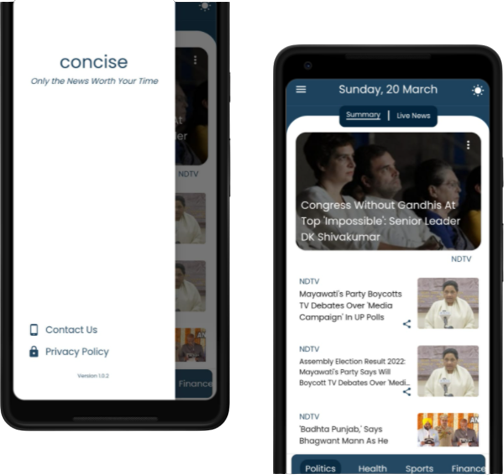 concise
Only the News Worth Your Time
NDTV
Contact Us
Privacy Policy
Version 1.0.2
Finance
Sunday, 20 March
Summary | Live News
Congress Without Gandhis At
Top 'Impossible': Senior Leader
DK Shivakumar
NDTV
NDTV
Mayawati's Party Boycotts
TV Debates Over 'Media
Campaign' In UP Polls
NDTV
Assembly Election Result 2022:
Mayawati's Party Says Will
Boycott TV Debates Over 'Medi...
NDTV
'Badhta Punjab,' Says
Bhagwant Mann As He
Politics Health Sports Finance